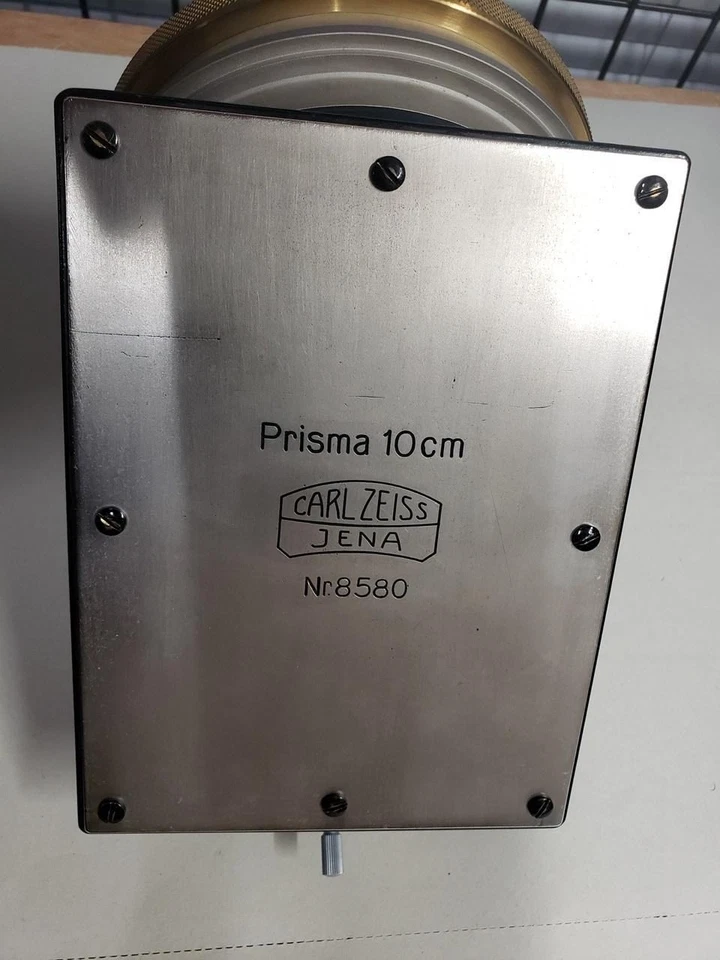 Prisma 10cm
CARL ZEISS
JENA
Nr.8580